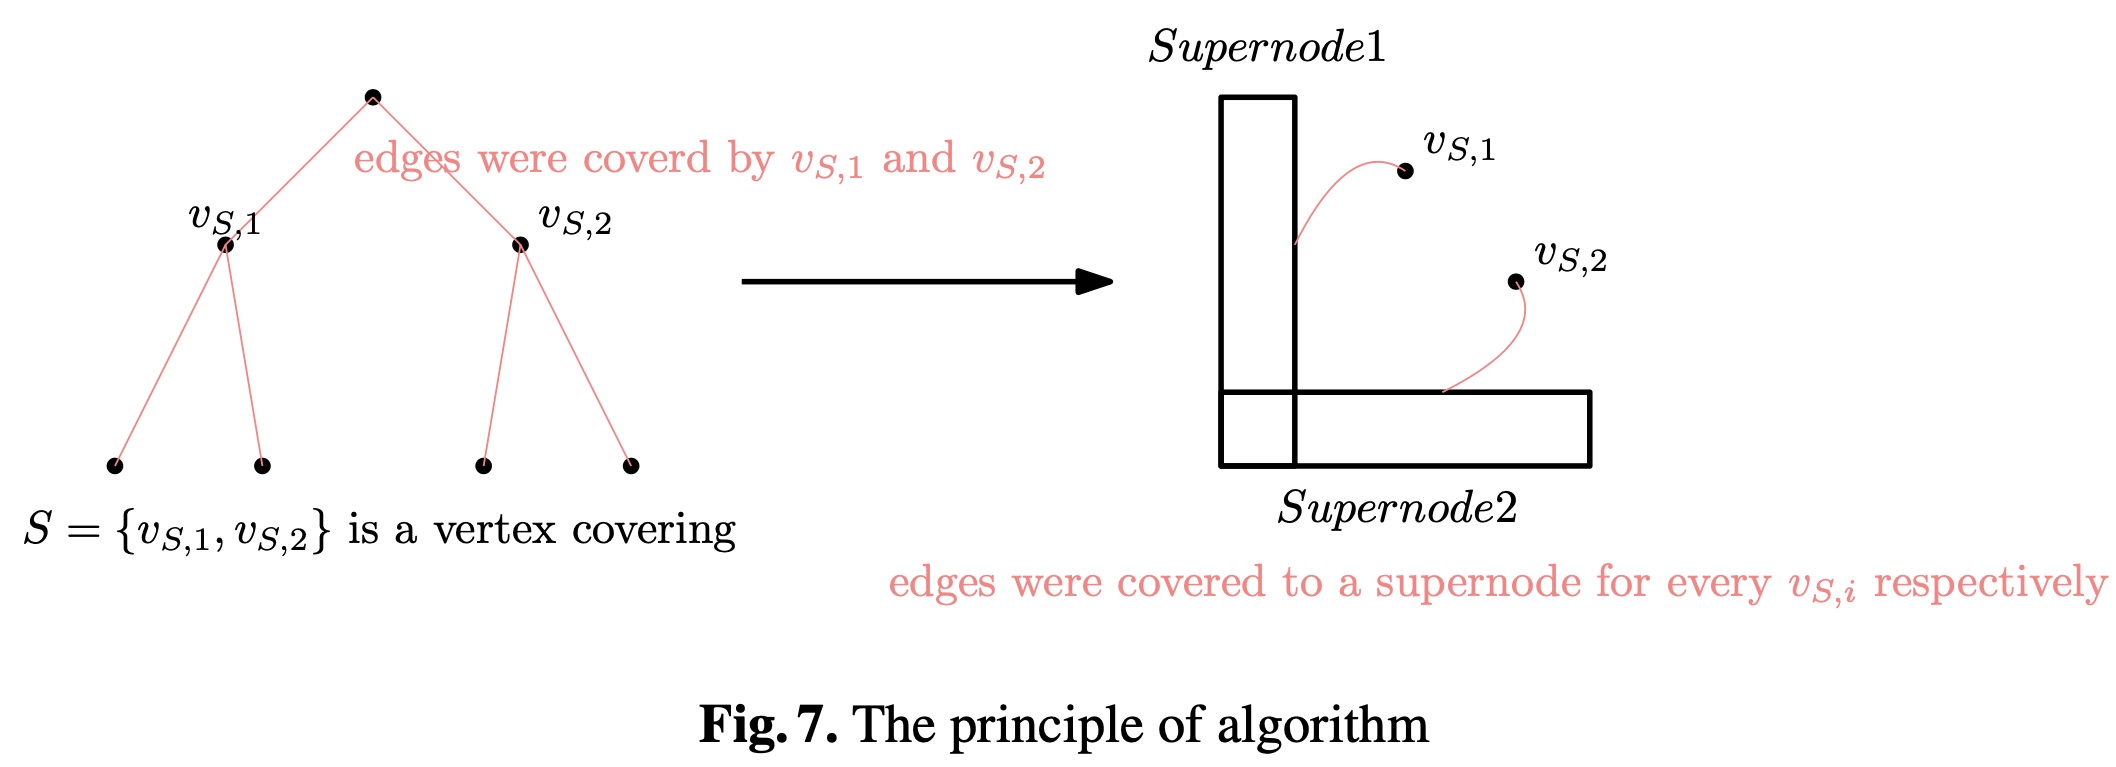 Supernode1
edges were coverd by v_{S,1} and v_{S,2}
v_{S,1}
v_{S,1}
v_{S,2}
v_{S,2}
S = {v_{S,1}, v_{S,2}} is a vertex covering
Supernode2
edges were covered to a supernode for every v_{S,i} respectively
Fig. 7. The principle of algorithm